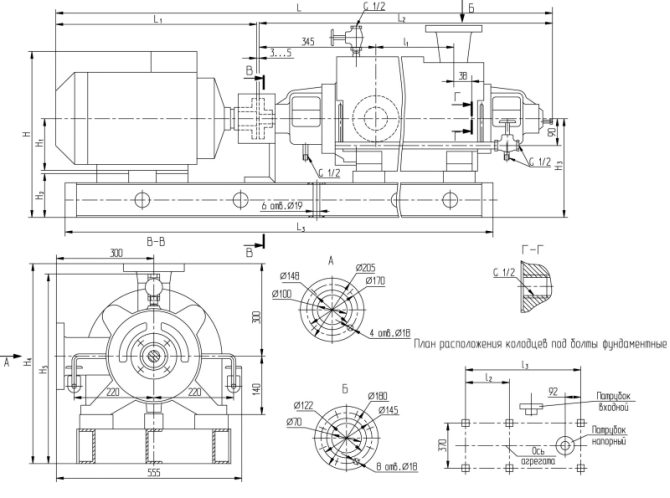 L
Б
G 1/2
L₁
L₂
345
l₁
3...5
В
38
Г
H
H₁
H₂
90
H₃
G 1/2
G 1/2
6 отв.Ø19
L₃
В
В-В
300
А
H₄
H₅
300
140
220
220
555
А
Ø148
Ø205
Ø170
Ø100
4 отв.Ø18
Б
Ø122
Ø180
Ø145
Ø70
8 отв.Ø18
Г-Г
G 1/2
План расположения колодцев под болты фундаментные
l₃
l₂
92
Патрубок
входной
370
Ось
агрегата
Патрубок
напорный